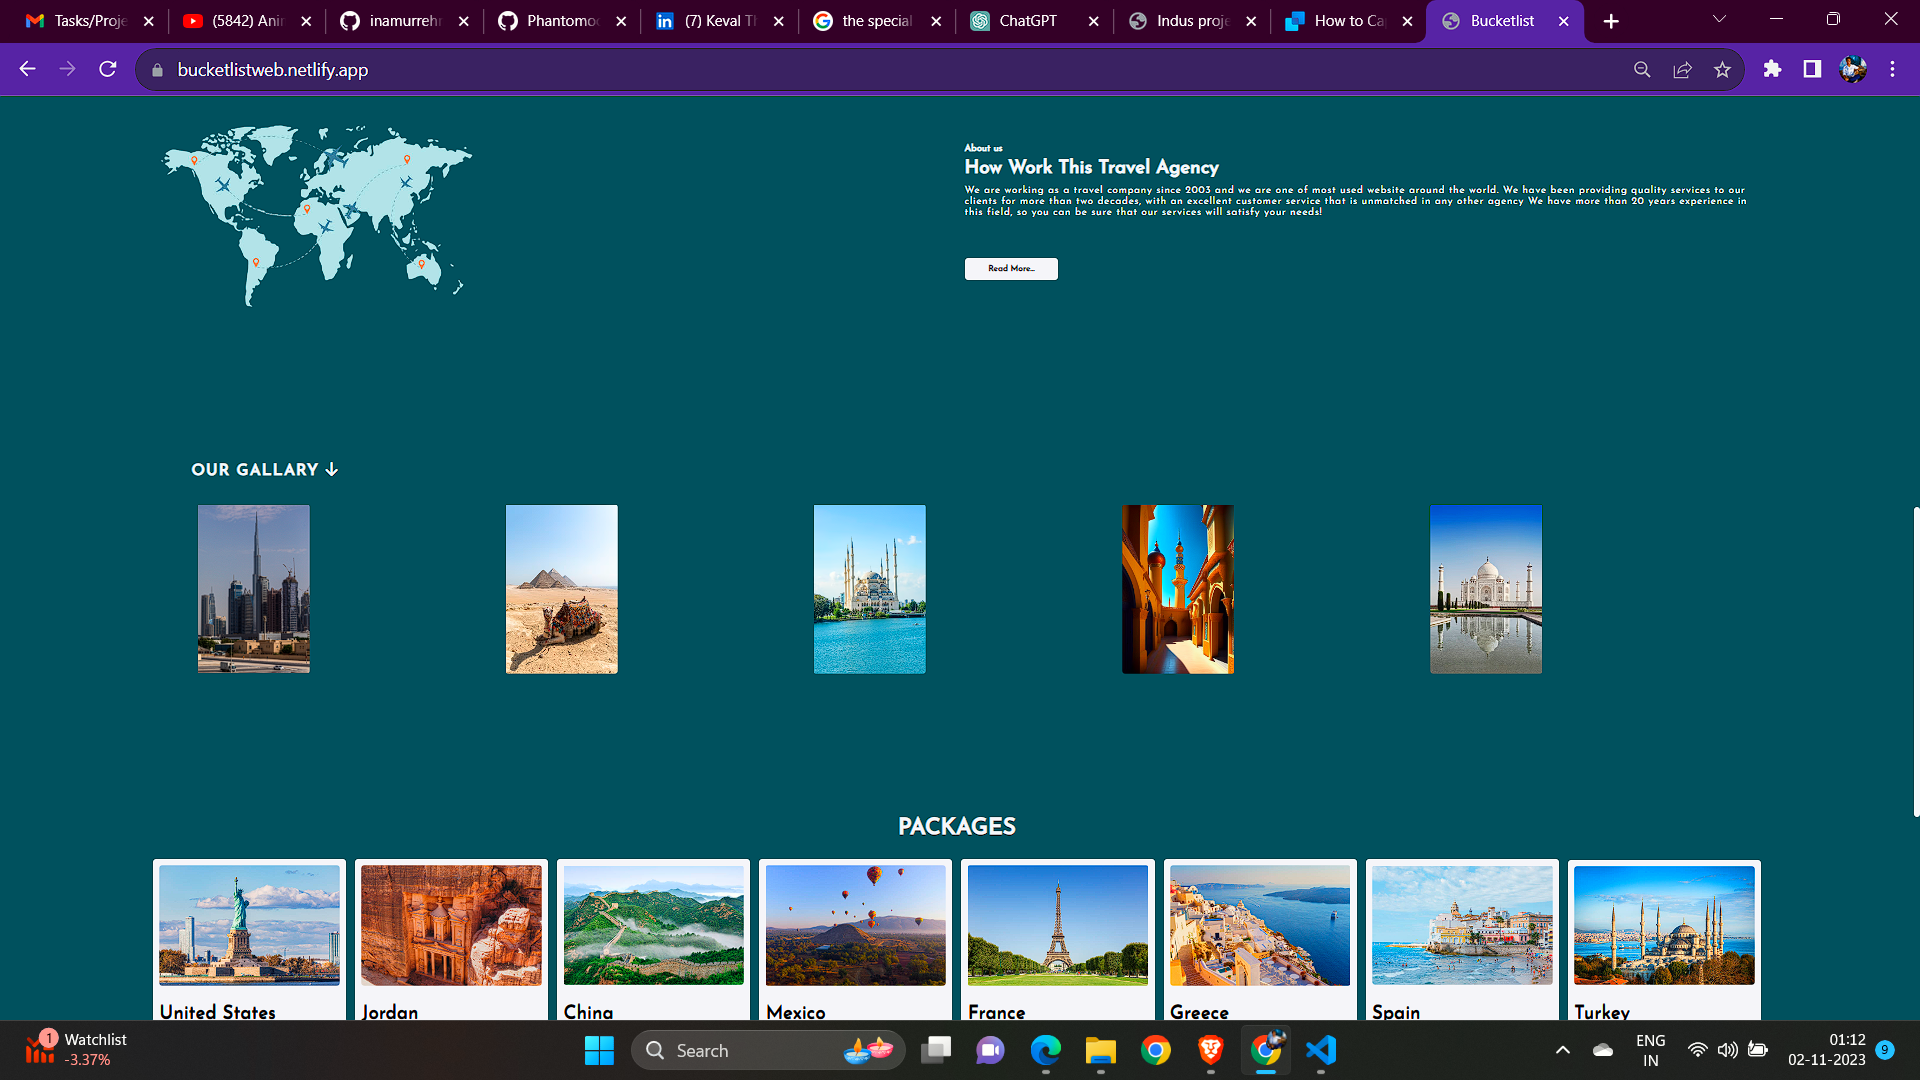 Tasks/Proje
(5842) Anin
inamurrehm
Phantomoo
(7) Keval Th
the special
ChatGPT
Indus proje
How to Ca
Bucketlist
bucketlistweb.netlify.app
About us
How Work This Travel Agency
We are working as a travel company since 2003 and we are one of most used website around the world. We have been providing quality services to our
clients for more than two decades, with an excellent customer service that is unmatched in any other agency We have more than 20 years experience in
this field, so you can be sure that our services will satisfy your needs!
Read More...
OUR GALLARY ↓
PACKAGES
United States
Jordan
China
Mexico
France
Greece
Spain
Turkey
1
Watchlist
-3.37%
Search
ENG
IN
01:12
02-11-2023
9